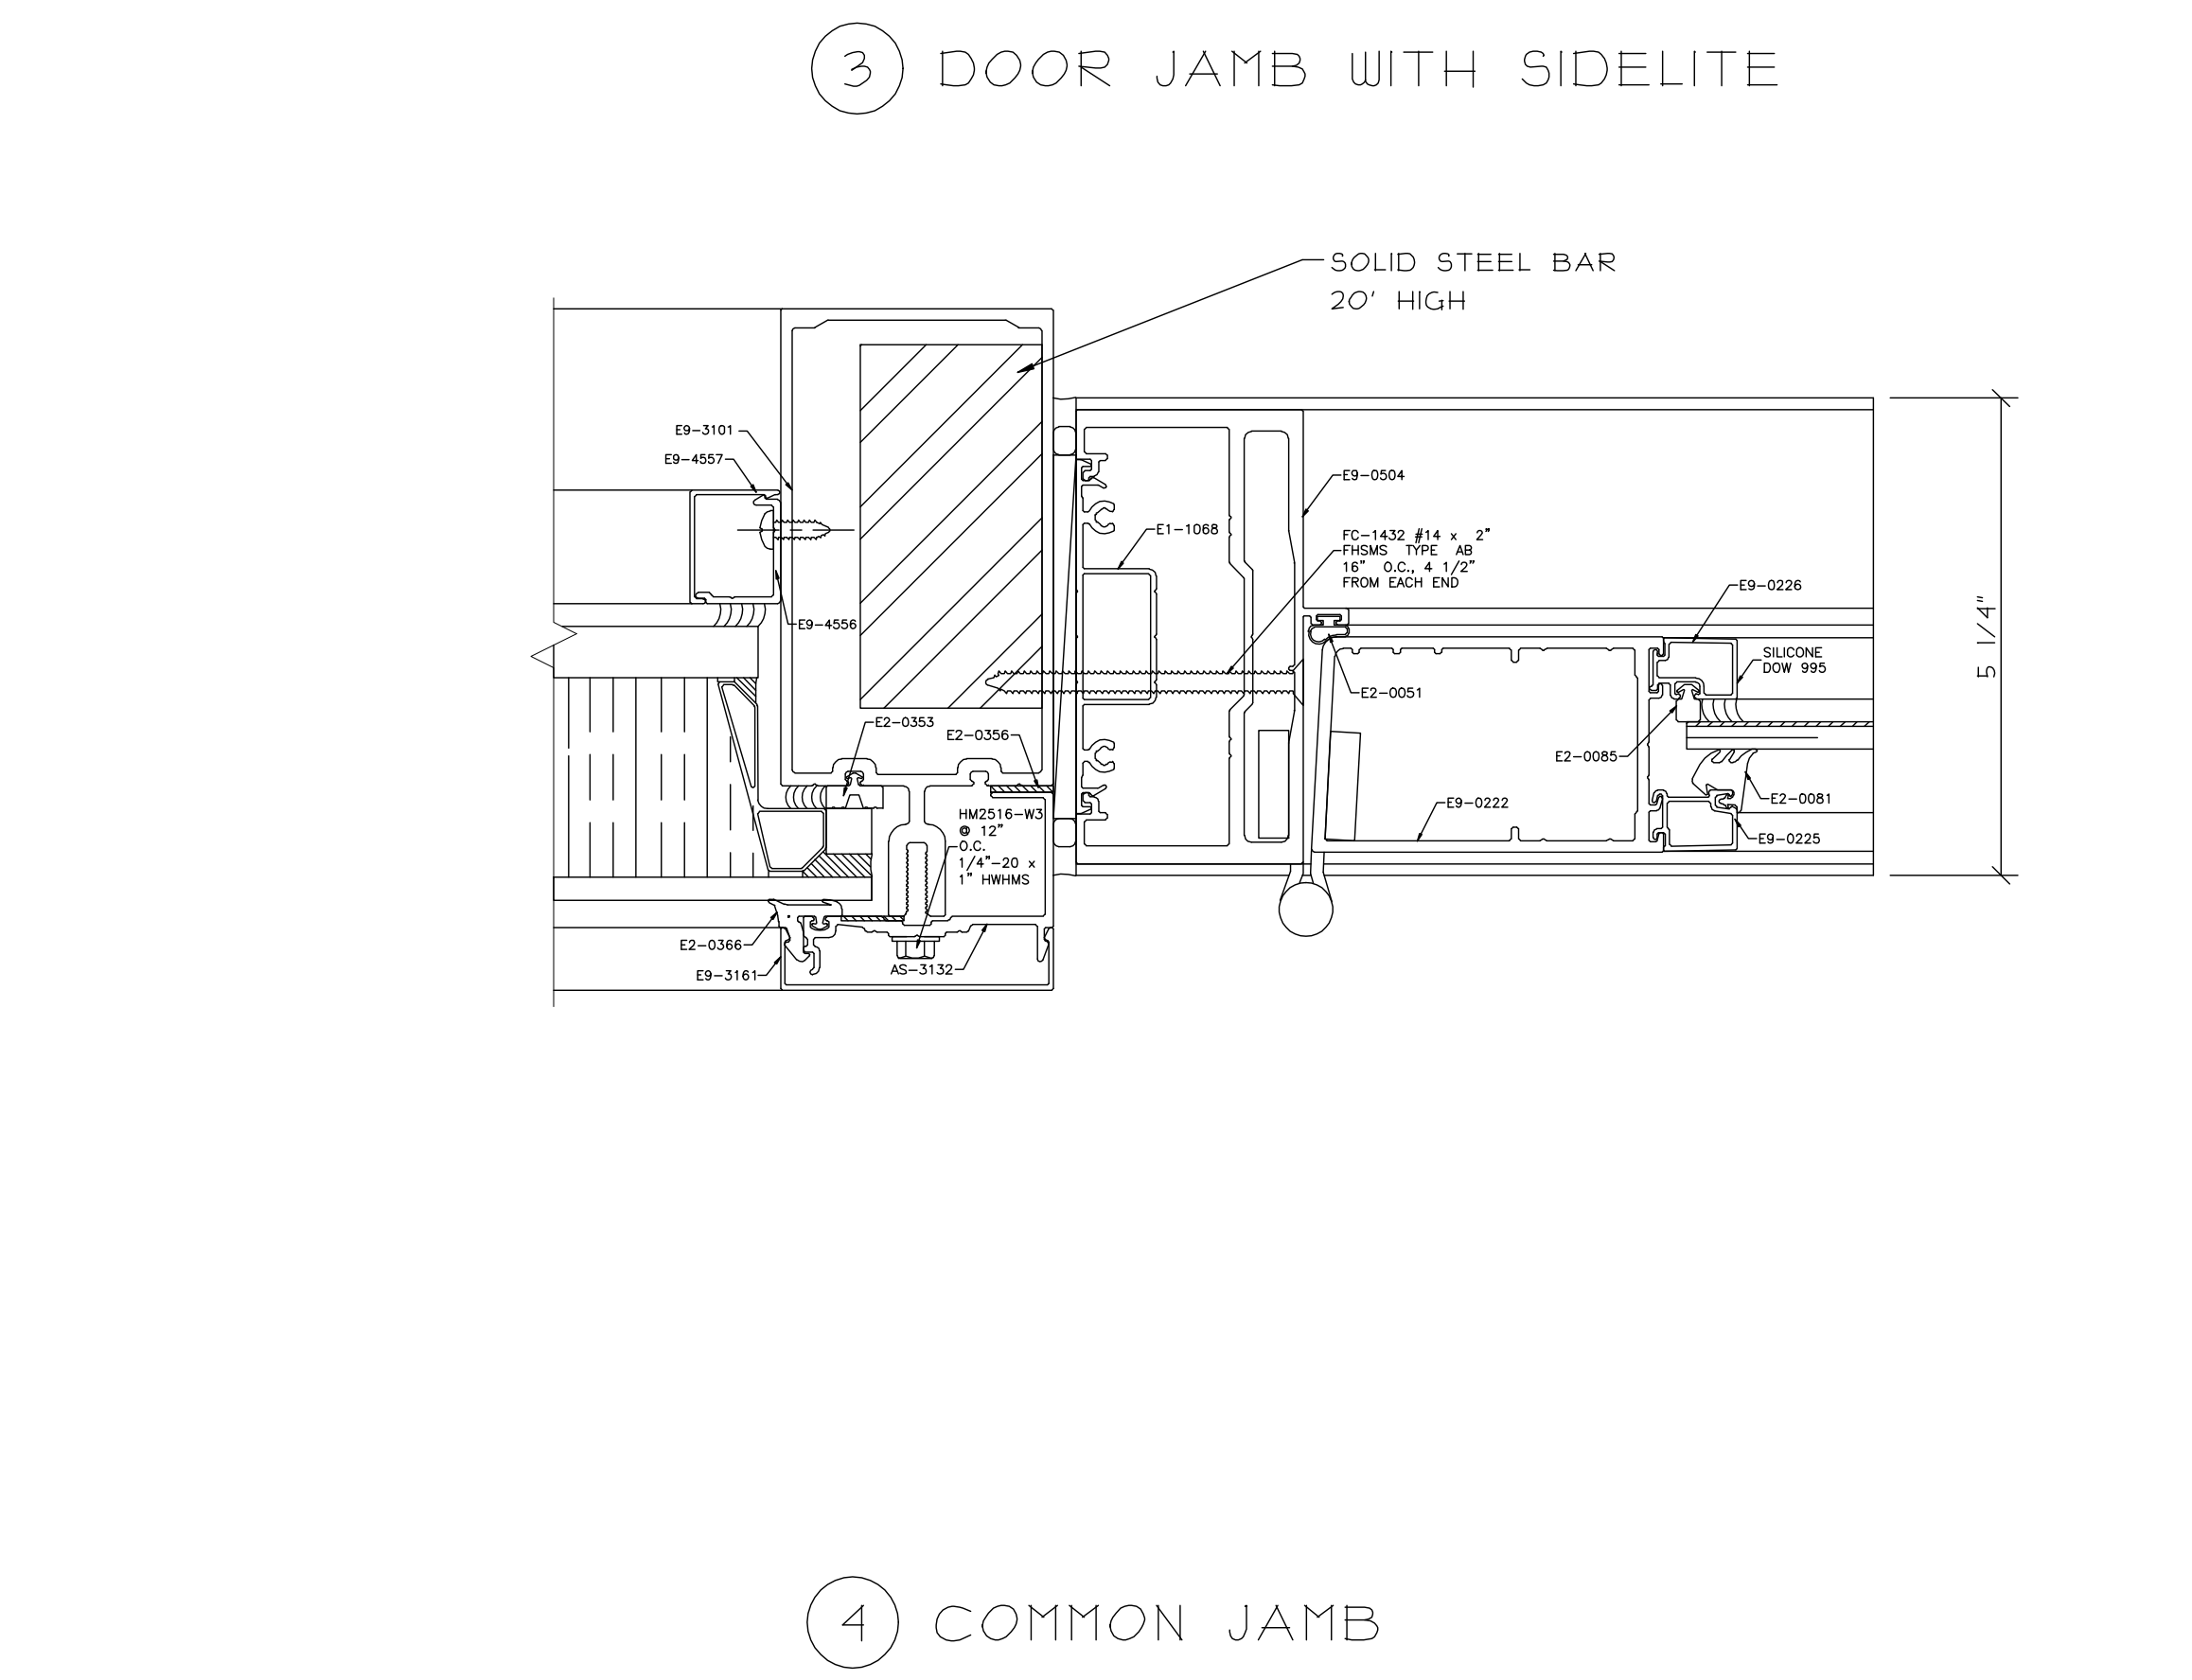 3 DOOR JAMB WITH SIDELITE
SOLID STEEL BAR
20' HIGH
E9-3101
E9-4557
E9-0504
E1-1068
FC-1432 #14 x 2"
FHSMS TYPE AB
16" O.C., 4 1/2"
FROM EACH END
E9-0226
E9-4556
SILICONE
DOW 995
5 1/4"
E2-0051
E2-0353
E2-0356
E2-0085
E2-0081
E9-0222
HM2516-W3
@ 12"
O.C.
1/4"-20 x
1" HWHMS
E9-0225
E2-0366
E9-3161
AS-3132
4 COMMON JAMB